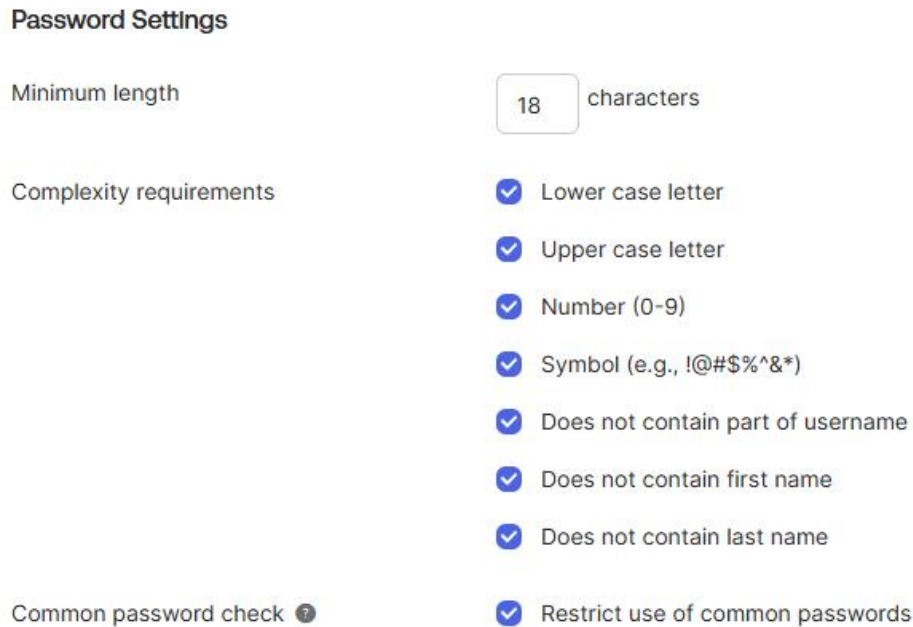 Password Settings
Minimum length
18 characters
Complexity requirements
Lower case letter
Upper case letter
Number (0-9)
Symbol (e.g., !@#$%^&*)
Does not contain part of username
Does not contain first name
Does not contain last name
Common password check ?
Restrict use of common passwords